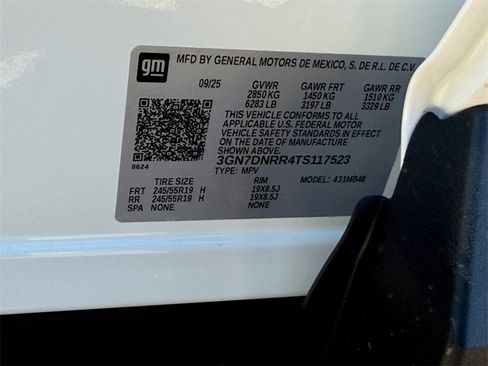 gm
MFD BY GENERAL MOTORS DE MEXICO, S. DE R.L. DE C.V.
09/25 GVWR GAWR FRT GAWR RR
2850 KG 1450 KG 1510 KG
6283 LB 3197 LB 3329 LB
THIS VEHICLE CONFORMS TO ALL
APPLICABLE U.S. FEDERAL MOTOR
VEHICLE SAFETY STANDARDS IN EFFECT
ON THE DATE OF MANUFACTURE SHOWN ABOVE.
3GN7DNRR4TS117523
8624 TYPE: MPV MODEL: 431MB48
TIRE SIZE RIM
FRT 245/55R19 H 19X8.5J
RR 245/55R19 H 19X8.5J
SPA NONE NONE